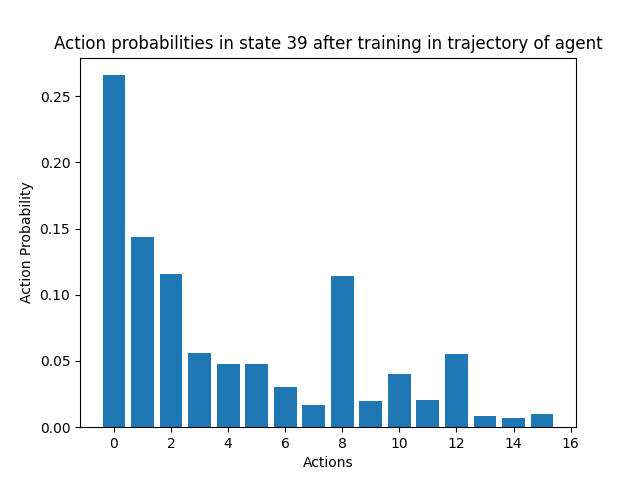 Action probabilities in state 39 after training in trajectory of agent
0.25
0.20
0.15
0.10
0.05
0.00
Action Probability
0 2 4 6 8 10 12 14 16
Actions